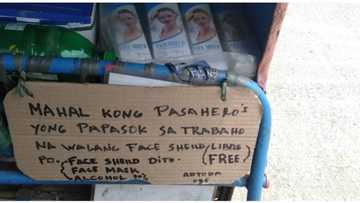 MAHAL KONG PASAHERO's
YONG PAPASOK SA TRABAHO
NA WALANG FACE SHEILD (LIBRE)
PO. FACE SHEILD DITO. (FREE)
FACE MASK
ALCOHOL 70%